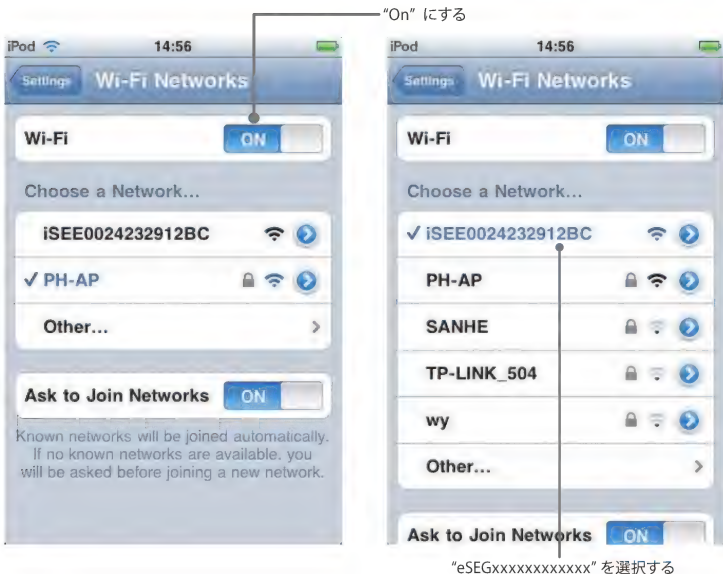 “On” にする
iPod 14:56
Settings Wi-Fi Networks
Wi-Fi ON
Choose a Network...
iSEE0024232912BC
✓ PH-AP
Other...
Ask to Join Networks ON
Known networks will be joined automatically.
If no known networks are available, you
will be asked before joining a new network.
iPod 14:56
Settings Wi-Fi Networks
Wi-Fi ON
Choose a Network...
✓ iSEE0024232912BC
PH-AP
SANHE
TP-LINK_504
wy
Other...
Ask to Join Networks ON
“eSEGxxxxxxxxxxxx” を選択する